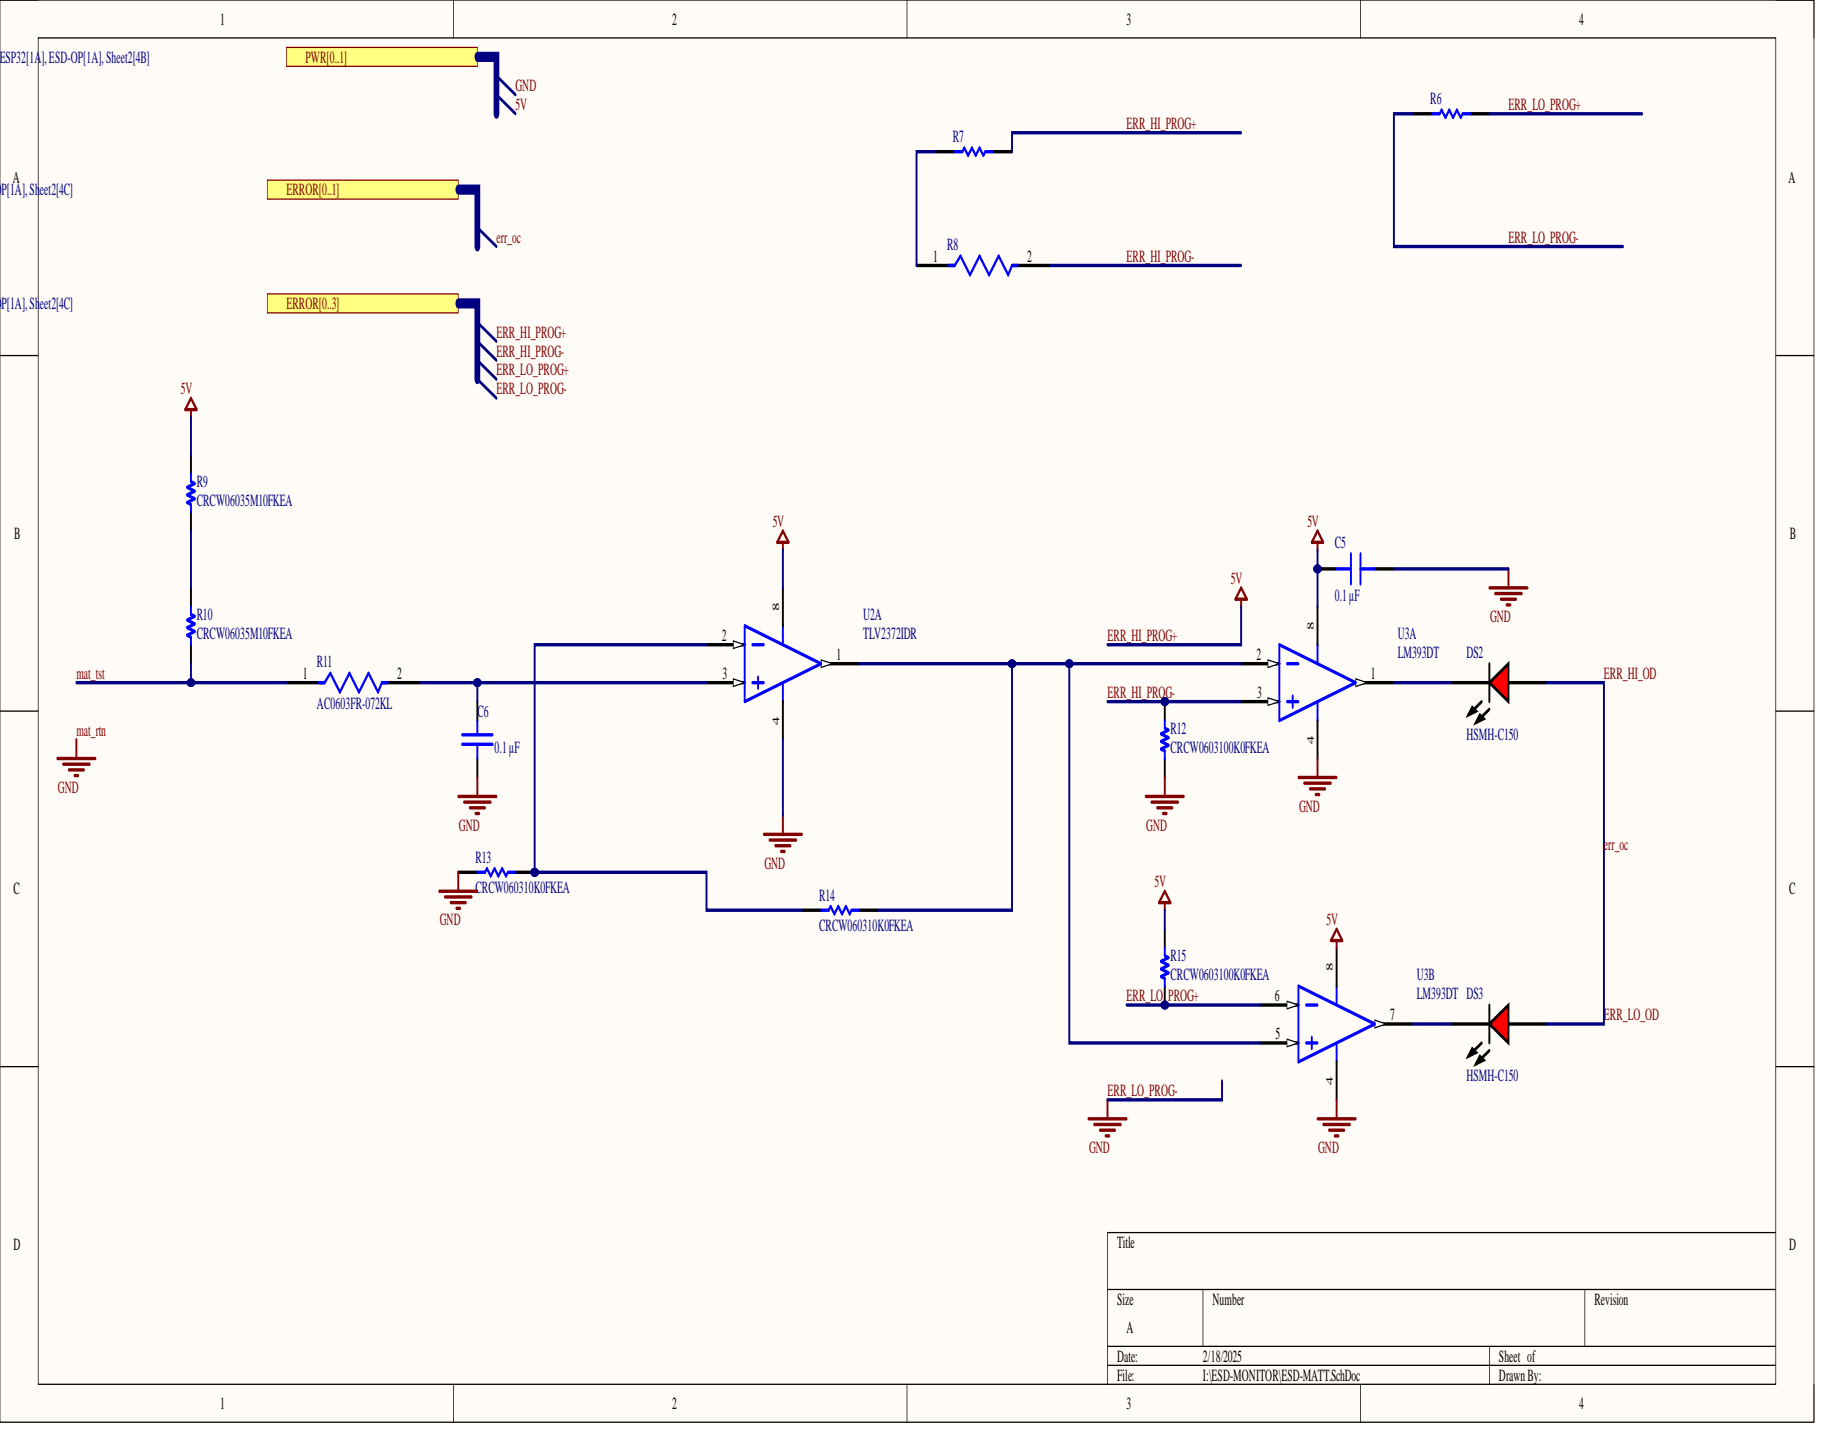 1
2
3
4
ESP32[1A], ESD-OP[1A], Sheet2[4B]
PWR[0..1]
GND
5V
R7
ERR_HI_PROG+
R6
ERR_LO_PROG+
A
A
P[1A], Sheet2[4C]
ERROR[0..1]
err_oc
R8
1
2
ERR_HI_PROG-
ERR_LO_PROG-
P[1A], Sheet2[4C]
ERROR[0..3]
ERR_HI_PROG+
ERR_HI_PROG-
ERR_LO_PROG+
ERR_LO_PROG-
5V
R9
CRCW06035M10FKEA
B
B
5V
5V
C5
0.1 µF
GND
5V
R10
CRCW06035M10FKEA
8
U2A
TLV2372IDR
2
3
1
4
ERR_HI_PROG+
8
U3A
LM393DT
DS2
2
3
1
4
ERR_HI_OD
HSMH-C150
mat_tst
R11
1
2
AC0603FR-072KL
C6
0.1 µF
GND
ERR_HI_PROG-
R12
CRCW0603100K0FKEA
GND
GND
mat_rtn
GND
GND
C
C
R13
CRCW060310K0FKEA
GND
R14
CRCW060310K0FKEA
err_oc
5V
R15
CRCW0603100K0FKEA
5V
8
U3B
LM393DT
DS3
ERR_LO_PROG+
6
5
7
4
ERR_LO_OD
HSMH-C150
ERR_LO_PROG-
GND
GND
D
D
Title
Size
Number
Revision
A
Date:
2/18/2025
Sheet of
File:
I:\ESD-MONITOR\ESD-MATT.SchDoc
Drawn By:
1
2
3
4